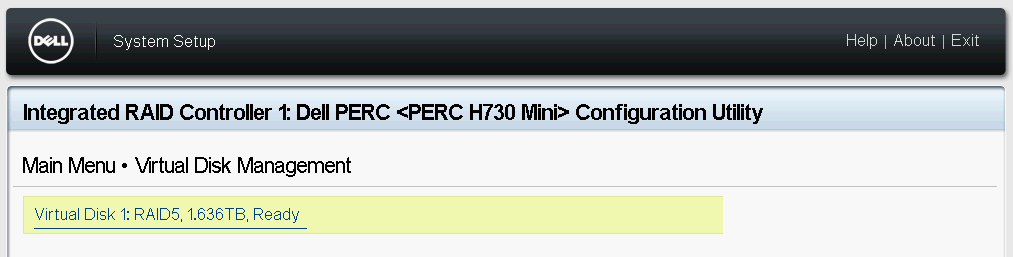 DELL System Setup Help | About | Exit
Integrated RAID Controller 1: Dell PERC <PERC H730 Mini> Configuration Utility
Main Menu • Virtual Disk Management
Virtual Disk 1: RAID5, 1.636TB, Ready